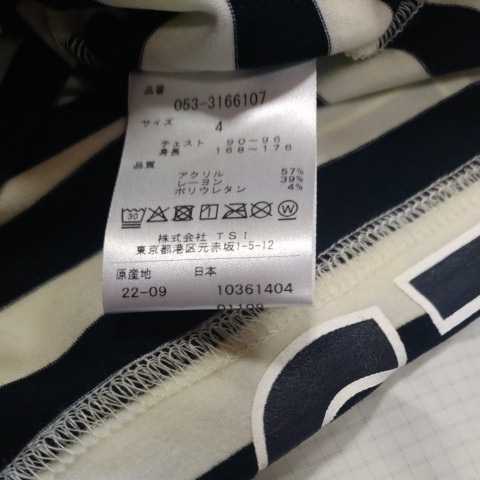 品番
053-3166107
サイズ
4
チェスト 90-96
身長 168-176
品質
アクリル 57%
レーヨン 39%
ポリウレタン 4%
30
W
株式会社 TSI
東京都港区元赤坂1-5-12
原産地 日本
22-09 10361404